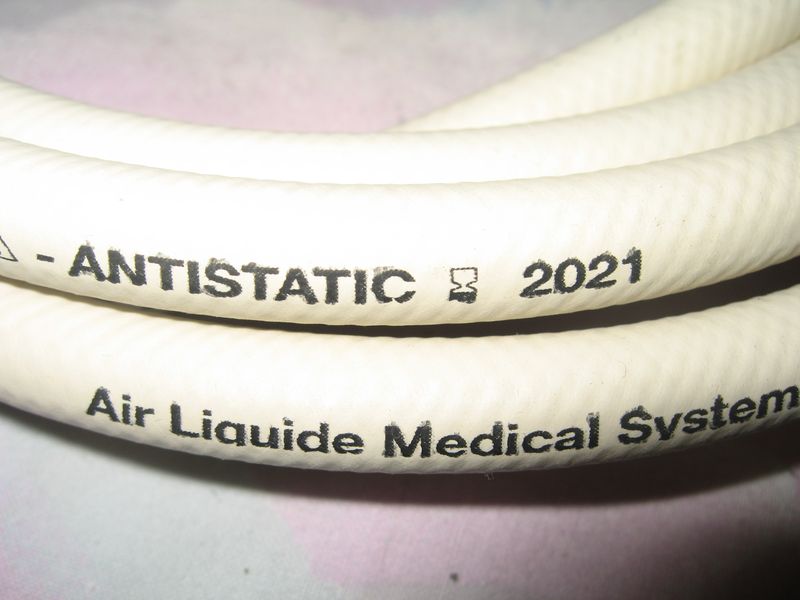 - ANTISTATIC ⌛ 2021
Air Liquide Medical System